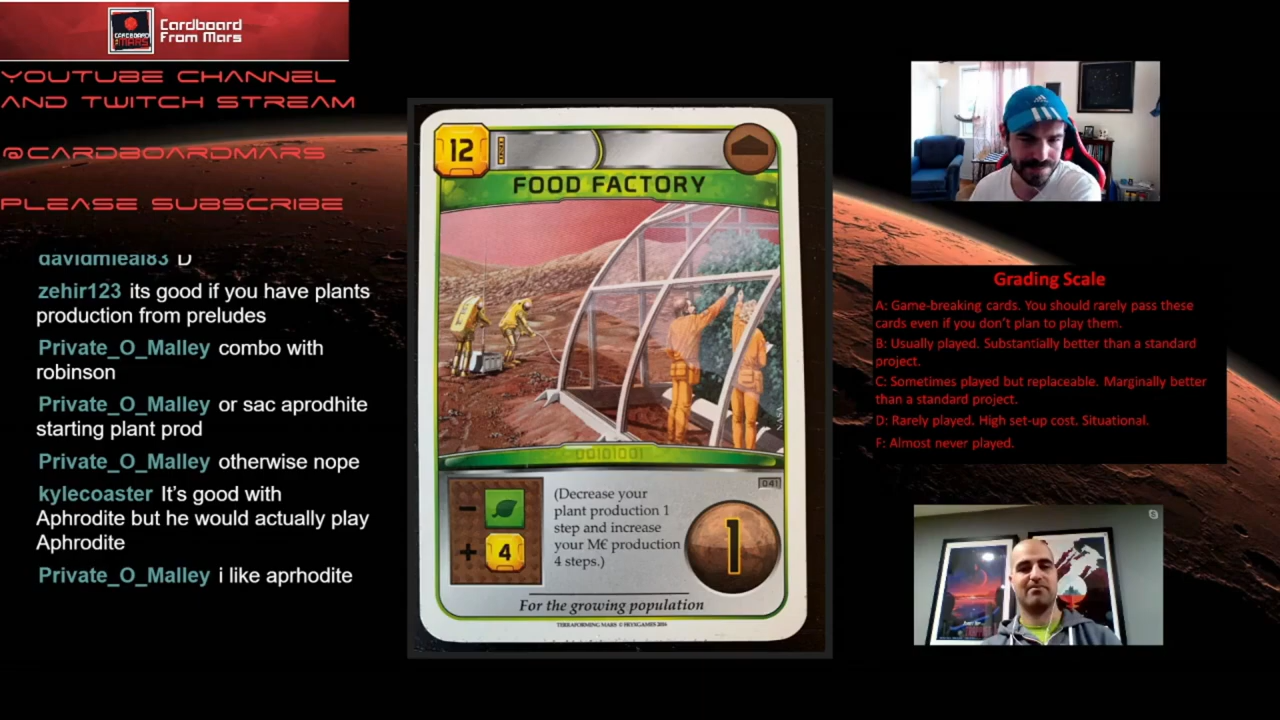 Cardboard
From Mars
YOUTUBE CHANNEL
AND TWITCH STREAM
@CARDBOARDMARS
PLEASE SUBSCRIBE
davidmleal83 D
zehir123 its good if you have plants
production from preludes
Private_O_Malley combo with
robinson
Private_O_Malley or sac aprodhite
starting plant prod
Private_O_Malley otherwise nope
kylecoaster It's good with
Aphrodite but he would actually play
Aphrodite
Private_O_Malley i like aprhodite
12
FOOD FACTORY
NASA
041
- 
+ 4
(Decrease your
plant production 1
step and increase
your M€ production
4 steps.)
1
For the growing population
TERRAFORMING MARS © FRYXGAMES 2016
Grading Scale
A: Game-breaking cards. You should rarely pass these
cards even if you don't plan to play them.
B: Usually played. Substantially better than a standard
project.
C: Sometimes played but replaceable. Marginally better
than a standard project.
D: Rarely played. High set-up cost. Situational.
F: Almost never played.